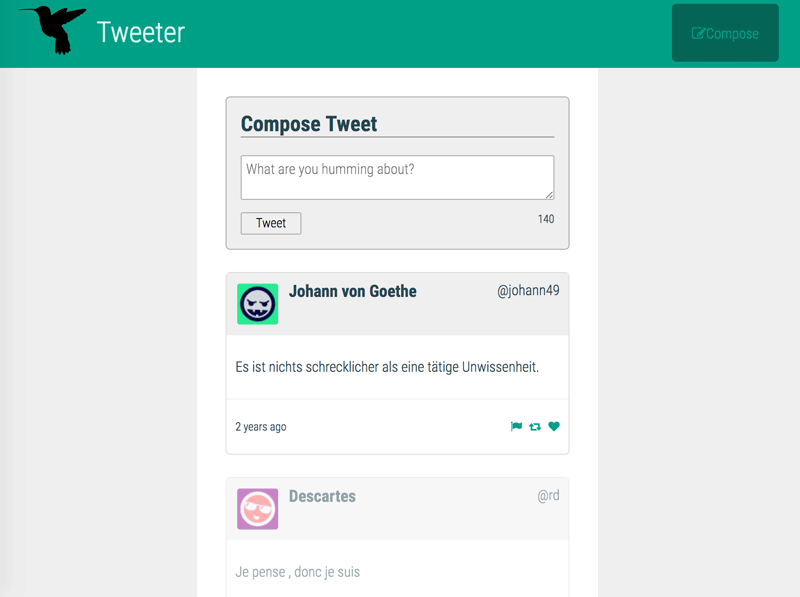 Tweeter
Compose
Compose Tweet
What are you humming about?
Tweet
140
Johann von Goethe
@johann49
Es ist nichts schrecklicher als eine tätige Unwissenheit.
2 years ago
Descartes
@rd
Je pense , donc je suis